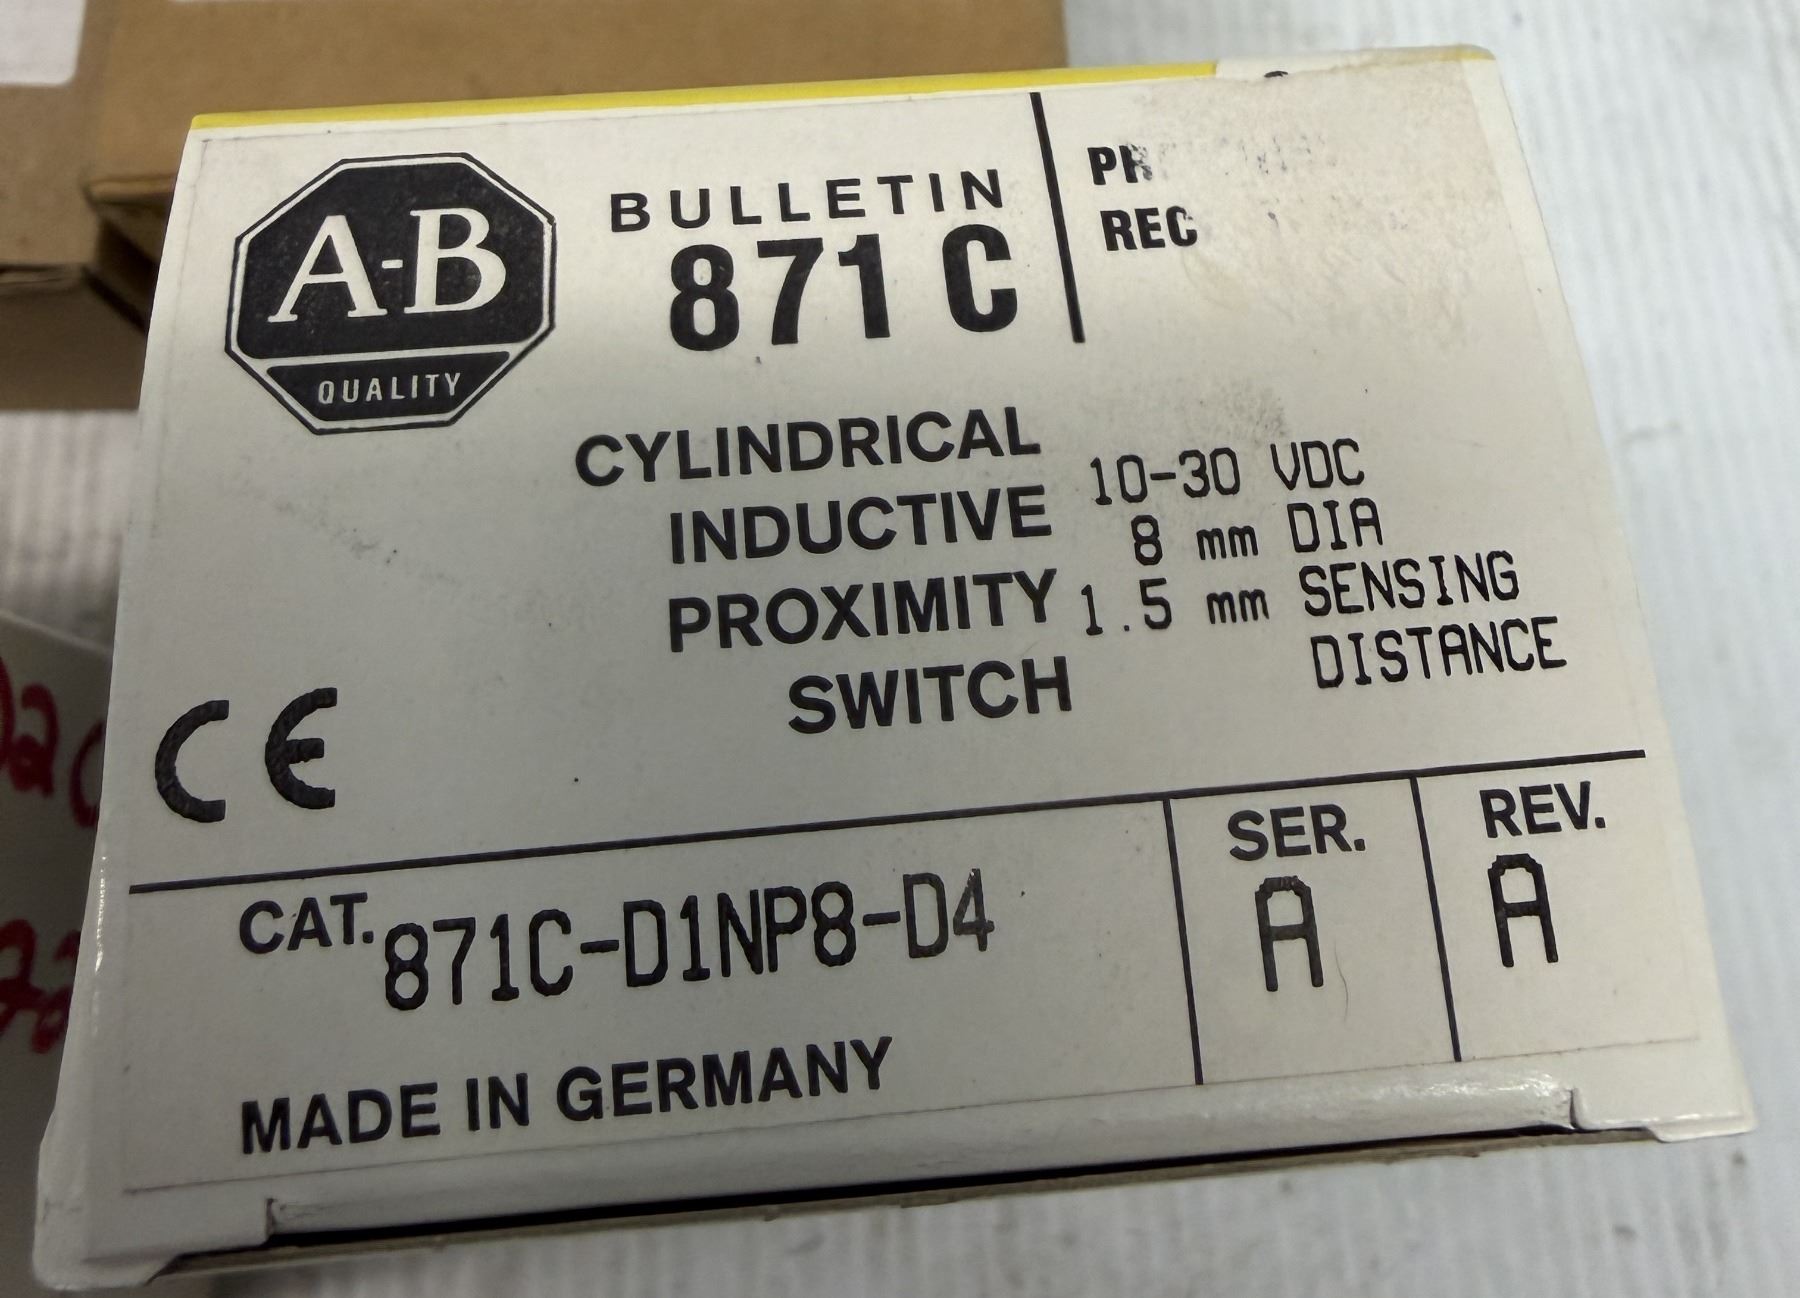 A-B
QUALITY
BULLETIN
871 C
REC
CYLINDRICAL
INDUCTIVE
PROXIMITY
SWITCH
10-30 VDC
8 mm DIA
1.5 mm SENSING
DISTANCE
CE
CAT. 871C-D1NP8-D4
SER.
A
REV.
A
MADE IN GERMANY